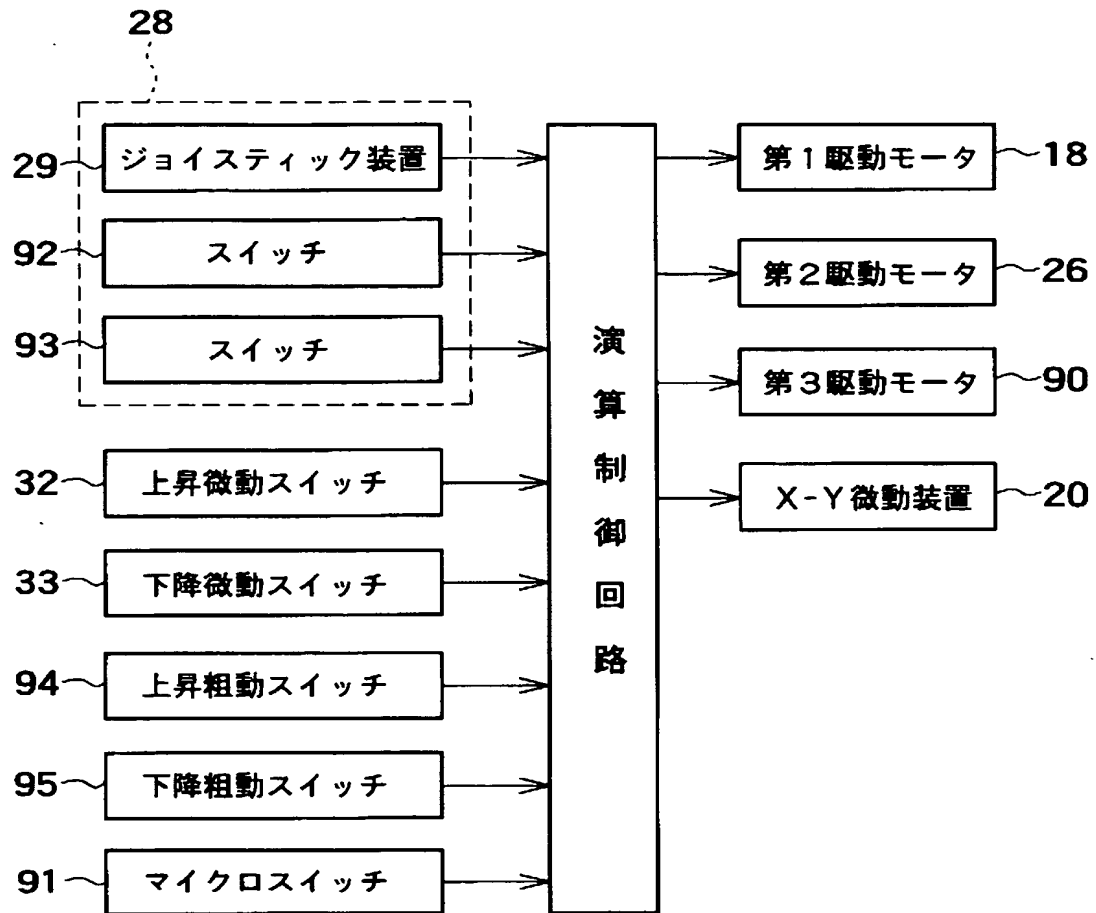 28
29 ジョイスティック装置
92 スイッチ
93 スイッチ
32 上昇微動スイッチ
33 下降微動スイッチ
94 上昇粗動スイッチ
95 下降粗動スイッチ
91 マイクロスイッチ
演算制御回路
第1駆動モータ 18
第2駆動モータ 26
第3駆動モータ 90
X-Y微動装置 20